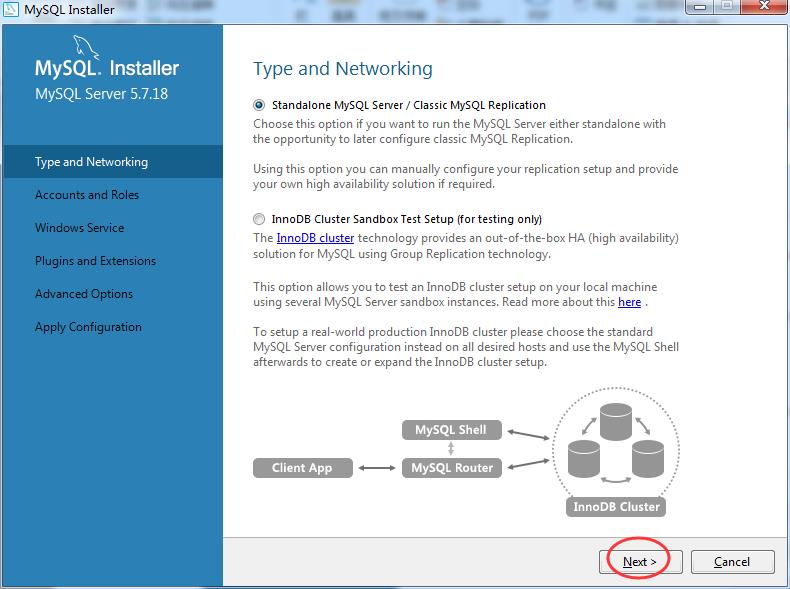 MySQL Installer
MySQL. Installer
MySQL Server 5.7.18
Type and Networking
Accounts and Roles
Windows Service
Plugins and Extensions
Advanced Options
Apply Configuration
Type and Networking
Standalone MySQL Server / Classic MySQL Replication
Choose this option if you want to run the MySQL Server either standalone with
the opportunity to later configure classic MySQL Replication.
Using this option you can manually configure your replication setup and provide
your own high availability solution if required.
InnoDB Cluster Sandbox Test Setup (for testing only)
The InnoDB cluster technology provides an out-of-the-box HA (high availability)
solution for MySQL using Group Replication technology.
This option allows you to test an InnoDB cluster setup on your local machine
using several MySQL Server sandbox instances. Read more about this here .
To setup a real-world production InnoDB cluster please choose the standard
MySQL Server configuration instead on all desired hosts and use the MySQL Shell
afterwards to create or expand the InnoDB cluster setup.
MySQL Shell
Client App
MySQL Router
InnoDB Cluster
Next >
Cancel